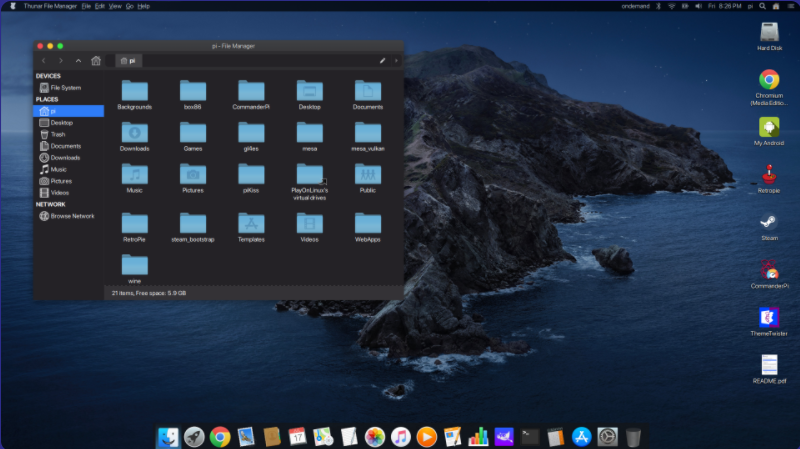 Thunar File Manager File Edit View Go Help
ondemand Fri 8:26 PM pi
pi - File Manager
pi
DEVICES
File System
PLACES
pi
Desktop
Trash
Documents
Downloads
Music
Pictures
Videos
NETWORK
Browse Network
Backgrounds box86 CommanderPi Desktop Documents
Downloads Games gl4es mesa mesa_vulkan
Music Pictures piKiss PlayOnLinux's virtual drives Public
RetroPie steam_bootstrap Templates Videos WebApps
wine
21 items, Free space: 5.9 GB
Hard Disk
Chromium
(Media Editio...
My Android
Retropie
Steam
CommanderPi
ThemeTwister
README.pdf
17